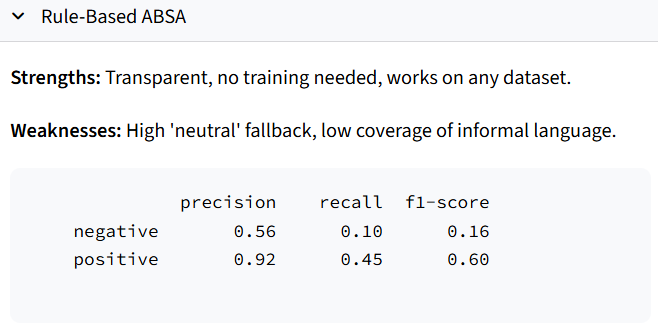 Rule-Based ABSA
Strengths: Transparent, no training needed, works on any dataset.
Weaknesses: High 'neutral' fallback, low coverage of informal language.
precision recall f1-score
negative 0.56 0.10 0.16
positive 0.92 0.45 0.60